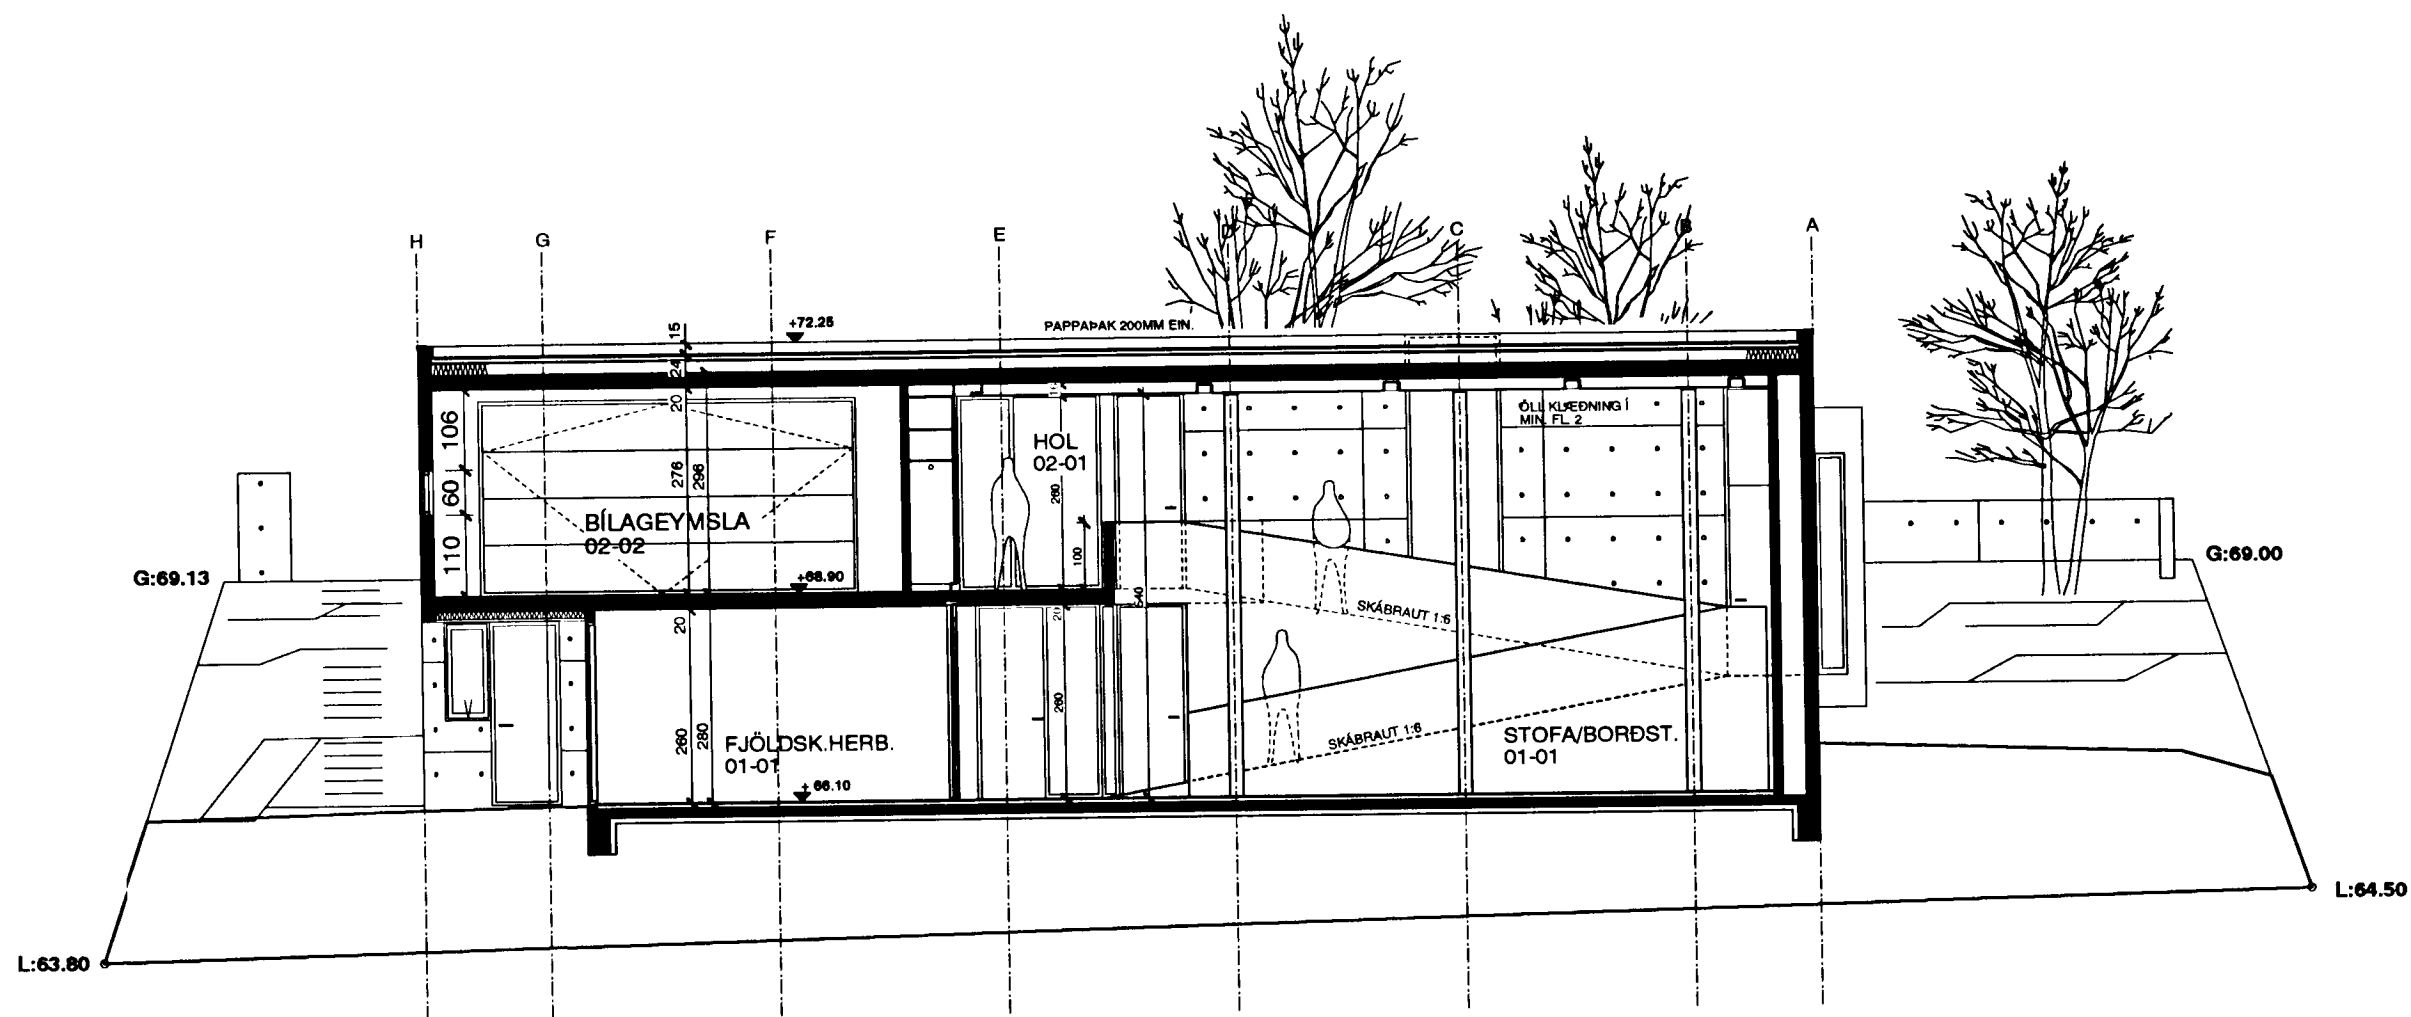 H
G
F
E
D
C
B
A
+72.25
PAPPAÞAK 200MM EIN.
15
24
20
106
60
110
276
296
BÍLAGEYMSLA
02-02
+68.90
HOL
02-01
260
100
ÖLL KLÆÐNING Í
MIN. FL 2
G:69.13
G:69.00
20
260
280
FJÖLDSK.HERB.
01-01
+ 66.10
20
260
540
SKÁBRAUT 1:6
SKÁBRAUT 1:6
STOFA/BORÐST.
01-01
L:63.80
L:64.50